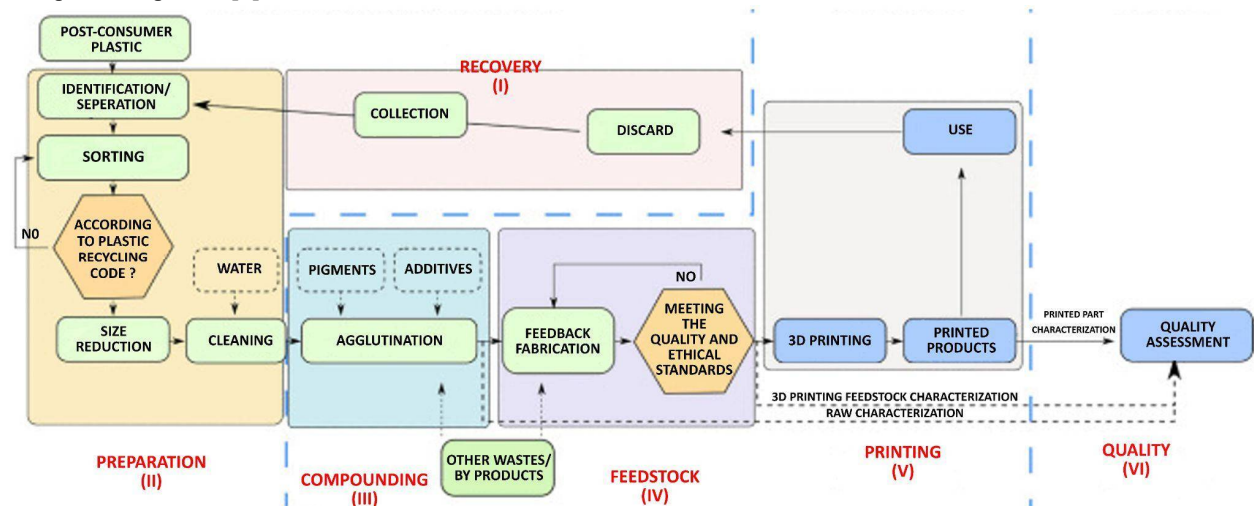 POST-CONSUMER
PLASTIC
IDENTIFICATION/
SEPERATION
SORTING
N0
ACCORDING
TO PLASTIC
RECYCLING
CODE ?
SIZE
REDUCTION
WATER
CLEANING
PREPARATION
(II)
RECOVERY
(I)
COLLECTION
DISCARD
PIGMENTS
ADDITIVES
AGGLUTINATION
COMPOUNDING
(III)
OTHER WASTES/
BY PRODUCTS
FEEDBACK
FABRICATION
NO
MEETING
THE
QUALITY AND
ETHICAL
STANDARDS
FEEDSTOCK
(IV)
USE
3D PRINTING
PRINTED
PRODUCTS
PRINTING
(V)
PRINTED PART
CHARACTERIZATION
3D PRINTING FEEDSTOCK CHARACTERIZATION
RAW CHARACTERIZATION
QUALITY
ASSESSMENT
QUALITY
(VI)